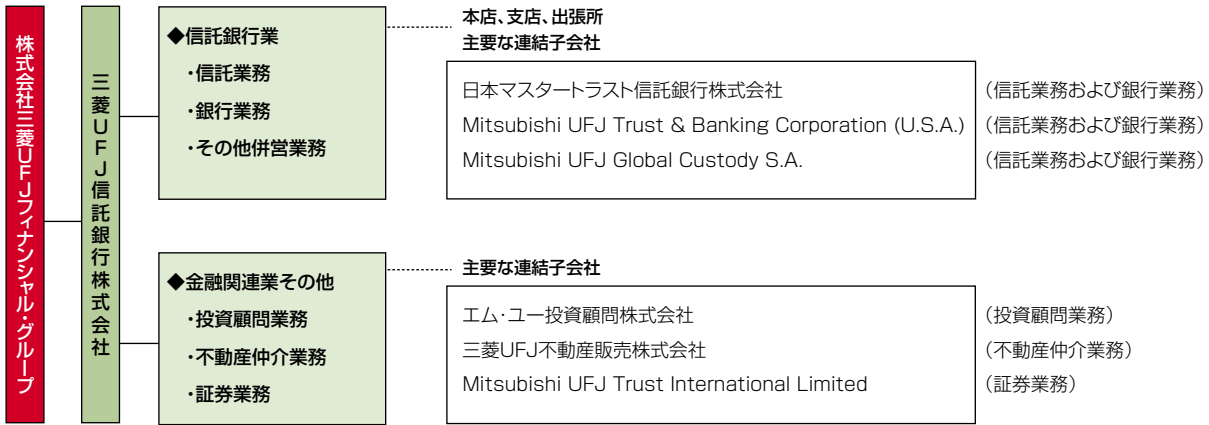 株式会社三菱UFJフィナンシャル・グループ
三菱UFJ信託銀行株式会社
◆信託銀行業
・信託業務
・銀行業務
・その他併営業務
本店、支店、出張所
主要な連結子会社
日本マスタートラスト信託銀行株式会社 (信託業務および銀行業務)
Mitsubishi UFJ Trust & Banking Corporation (U.S.A.) (信託業務および銀行業務)
Mitsubishi UFJ Global Custody S.A. (信託業務および銀行業務)
◆金融関連業その他
・投資顧問業務
・不動産仲介業務
・証券業務
主要な連結子会社
エム・ユー投資顧問株式会社 (投資顧問業務)
三菱UFJ不動産販売株式会社 (不動産仲介業務)
Mitsubishi UFJ Trust International Limited (証券業務)